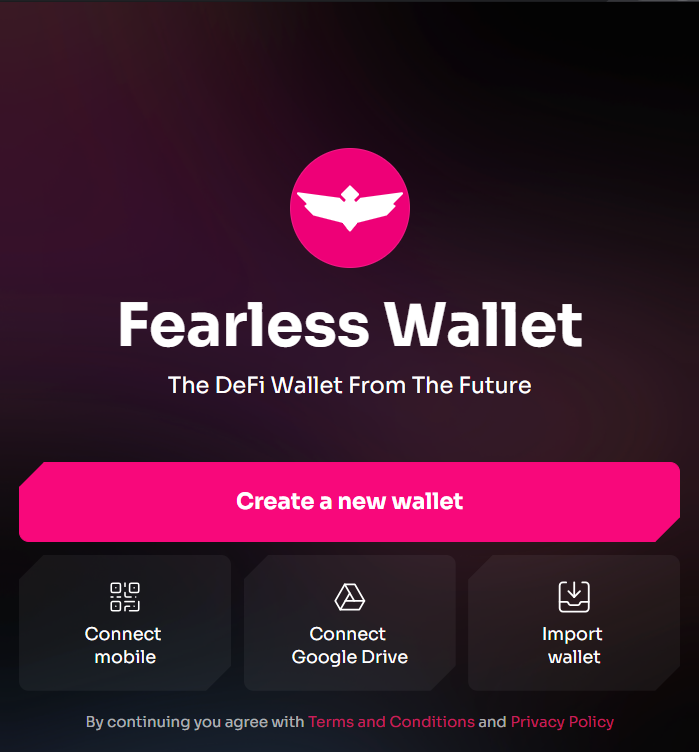 Fearless Wallet
The DeFi Wallet From The Future
Create a new wallet
Connect
mobile
Connect
Google Drive
Import
wallet
By continuing you agree with Terms and Conditions and Privacy Policy